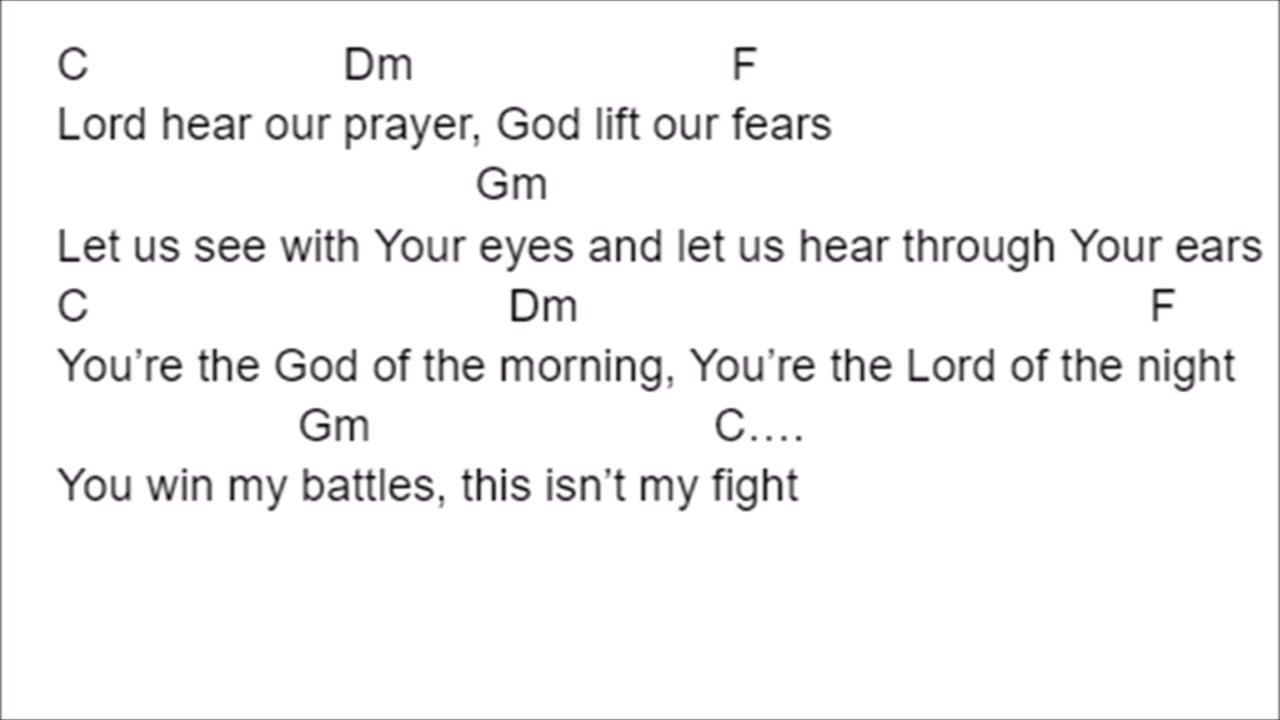 C Dm F
Lord hear our prayer, God lift our fears
Gm
Let us see with Your eyes and let us hear through Your ears
C Dm F
You’re the God of the morning, You’re the Lord of the night
Gm C....
You win my battles, this isn’t my fight